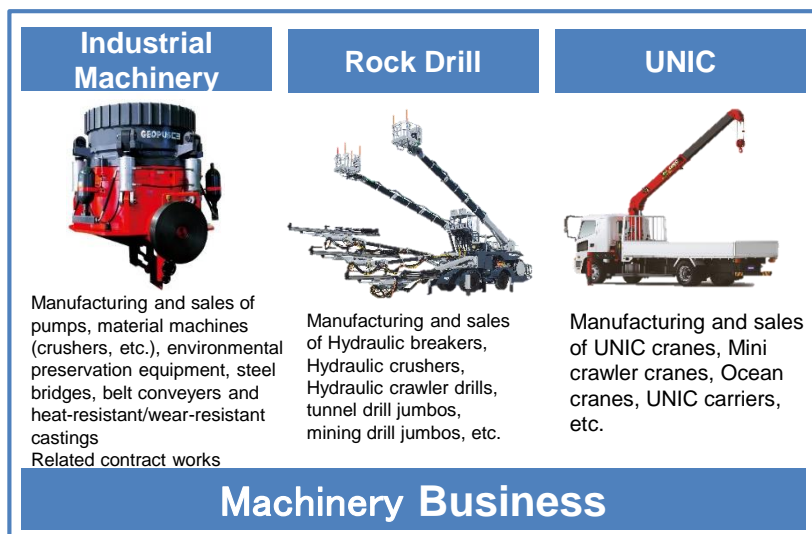 Industrial
Machinery
Rock Drill
UNIC
GEOPUS C3
Manufacturing and sales of
pumps, material machines
(crushers, etc.), environmental
preservation equipment, steel
bridges, belt conveyers and
heat-resistant/wear-resistant
castings
Related contract works
Manufacturing and sales
of Hydraulic breakers,
Hydraulic crushers,
Hydraulic crawler drills,
tunnel drill jumbos,
mining drill jumbos, etc.
Manufacturing and sales
of UNIC cranes, Mini
crawler cranes, Ocean
cranes, UNIC carriers,
etc.
Machinery Business